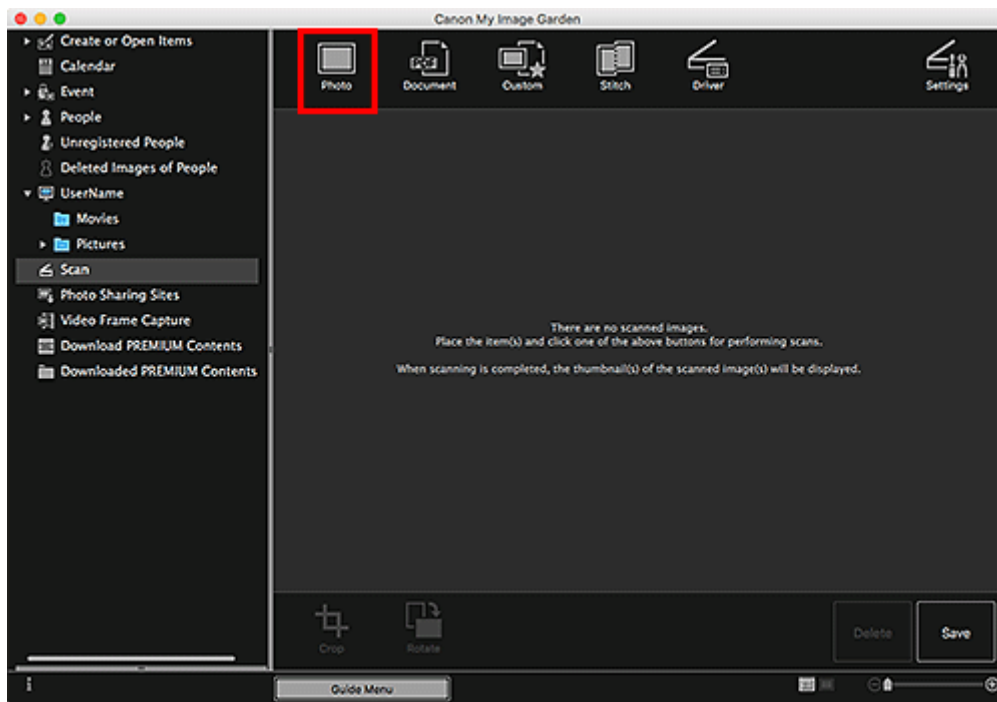 Canon My Image Garden
Create or Open Items
Calendar
Event
People
Unregistered People
Deleted Images of People
UserName
Movies
Pictures
Scan
Photo Sharing Sites
Video Frame Capture
Download PREMIUM Contents
Downloaded PREMIUM Contents
Photo
PDF
Document
Custom
Stitch
Driver
Settings
There are no scanned images.
Place the item(s) and click one of the above buttons for performing scans.
When scanning is completed, the thumbnail(s) of the scanned image(s) will be displayed.
Crop
Rotate
Delete
Save
Guide Menu